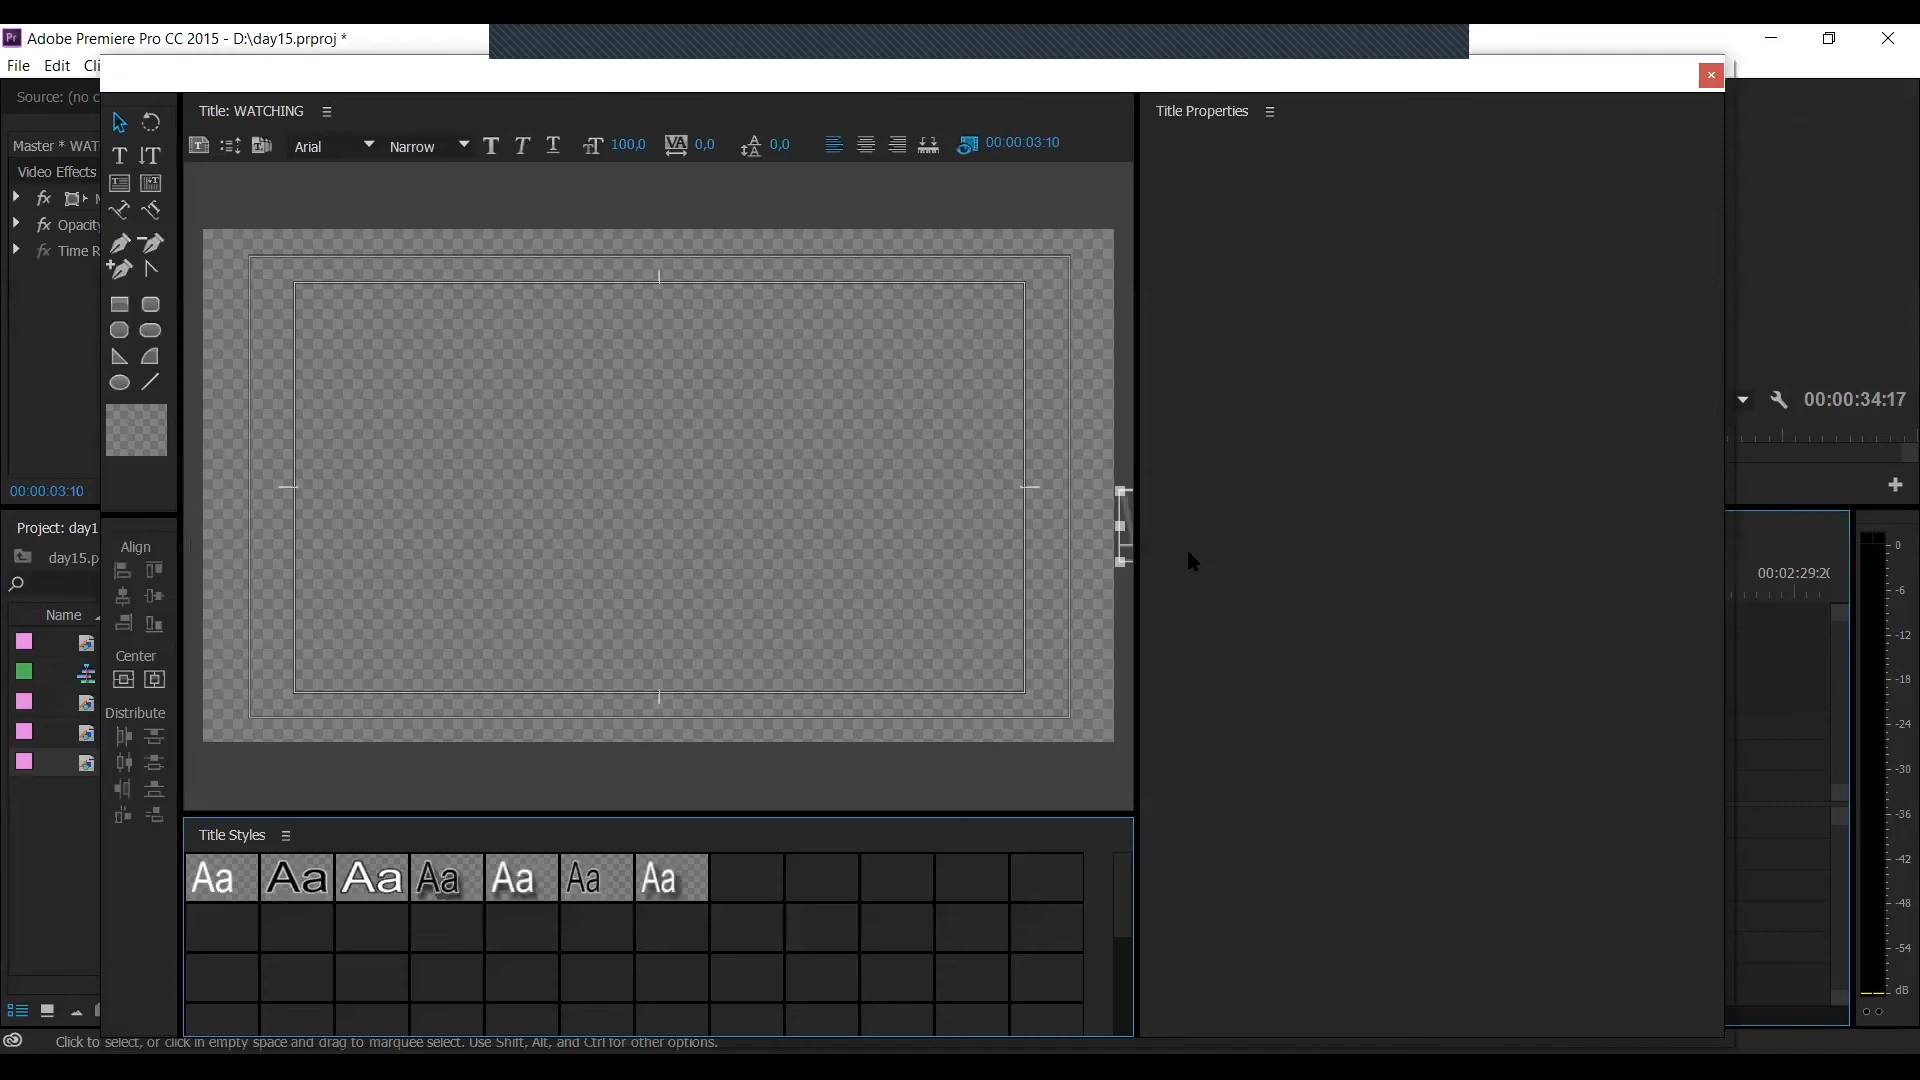 Adobe Premiere Pro CC 2015 - D:\day15.prproj *
File Edit Cli
Source: (no c
Title: WATCHING
Title Properties
Master * WAT
Arial Narrow 100,0 0,0 0,0 00:00:03:10
Video Effects
Opacity
Time R
00:00:34:17
00:00:03:10
Project: day1
day15.p
Align
00:02:29:20
Name
Center
Distribute
0
-6
-12
-18
-24
-30
-36
-42
-48
-54
dB
Title Styles
Aa Aa Aa Aa Aa Aa Aa
Click to select, or click in empty space and drag to marquee select. Use Shift, Alt, and Ctrl for other options.